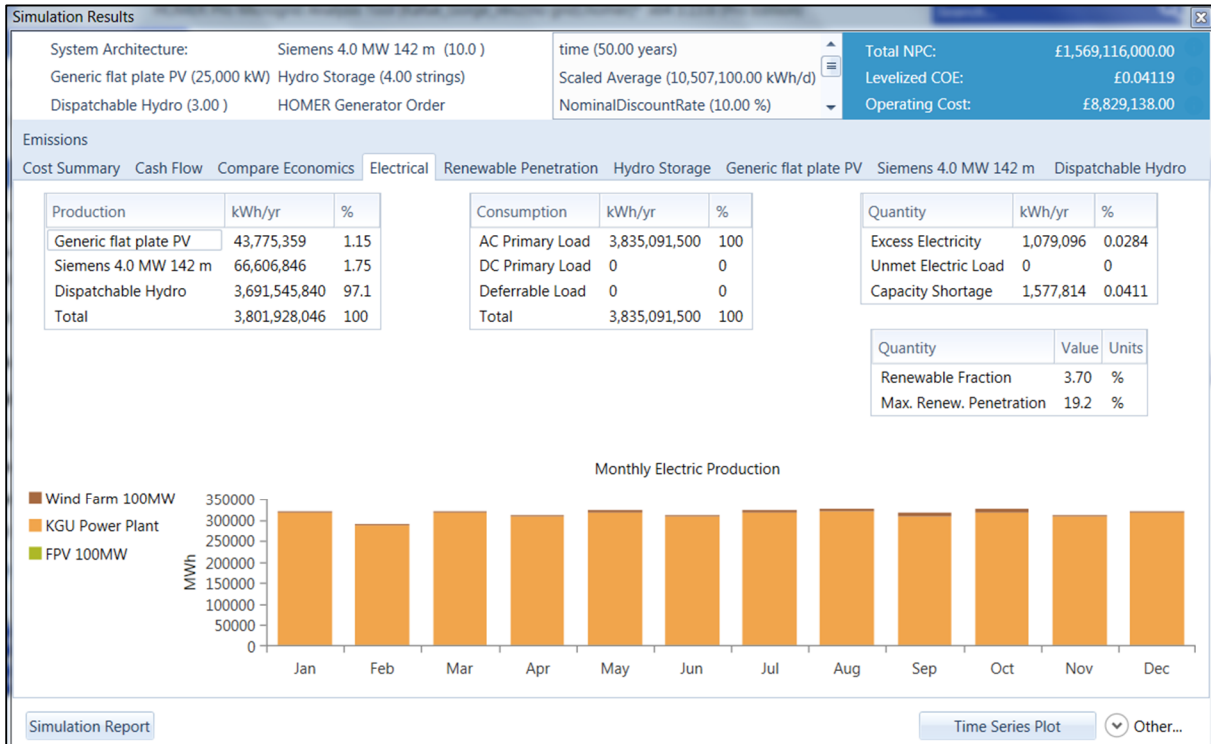 Simulation Results
System Architecture: Siemens 4.0 MW 142 m (10.0 )
Generic flat plate PV (25,000 kW) Hydro Storage (4.00 strings)
Dispatchable Hydro (3.00 ) HOMER Generator Order
time (50.00 years)
Scaled Average (10,507,100.00 kWh/d)
NominalDiscountRate (10.00 %)
Total NPC: £1,569,116,000.00
Levelized COE: £0.04119
Operating Cost: £8,829,138.00
Emissions
Cost Summary Cash Flow Compare Economics Electrical Renewable Penetration Hydro Storage Generic flat plate PV Siemens 4.0 MW 142 m Dispatchable Hydro
Production kWh/yr %
Generic flat plate PV 43,775,359 1.15
Siemens 4.0 MW 142 m 66,606,846 1.75
Dispatchable Hydro 3,691,545,840 97.1
Total 3,801,928,046 100
Consumption kWh/yr %
AC Primary Load 3,835,091,500 100
DC Primary Load 0 0
Deferrable Load 0 0
Total 3,835,091,500 100
Quantity kWh/yr %
Excess Electricity 1,079,096 0.0284
Unmet Electric Load 0 0
Capacity Shortage 1,577,814 0.0411
Quantity Value Units
Renewable Fraction 3.70 %
Max. Renew. Penetration 19.2 %
Monthly Electric Production
Wind Farm 100MW
KGU Power Plant
FPV 100MW
MWh
350000
300000
250000
200000
150000
100000
50000
0
Jan Feb Mar Apr May Jun Jul Aug Sep Oct Nov Dec
Simulation Report
Time Series Plot
Other...